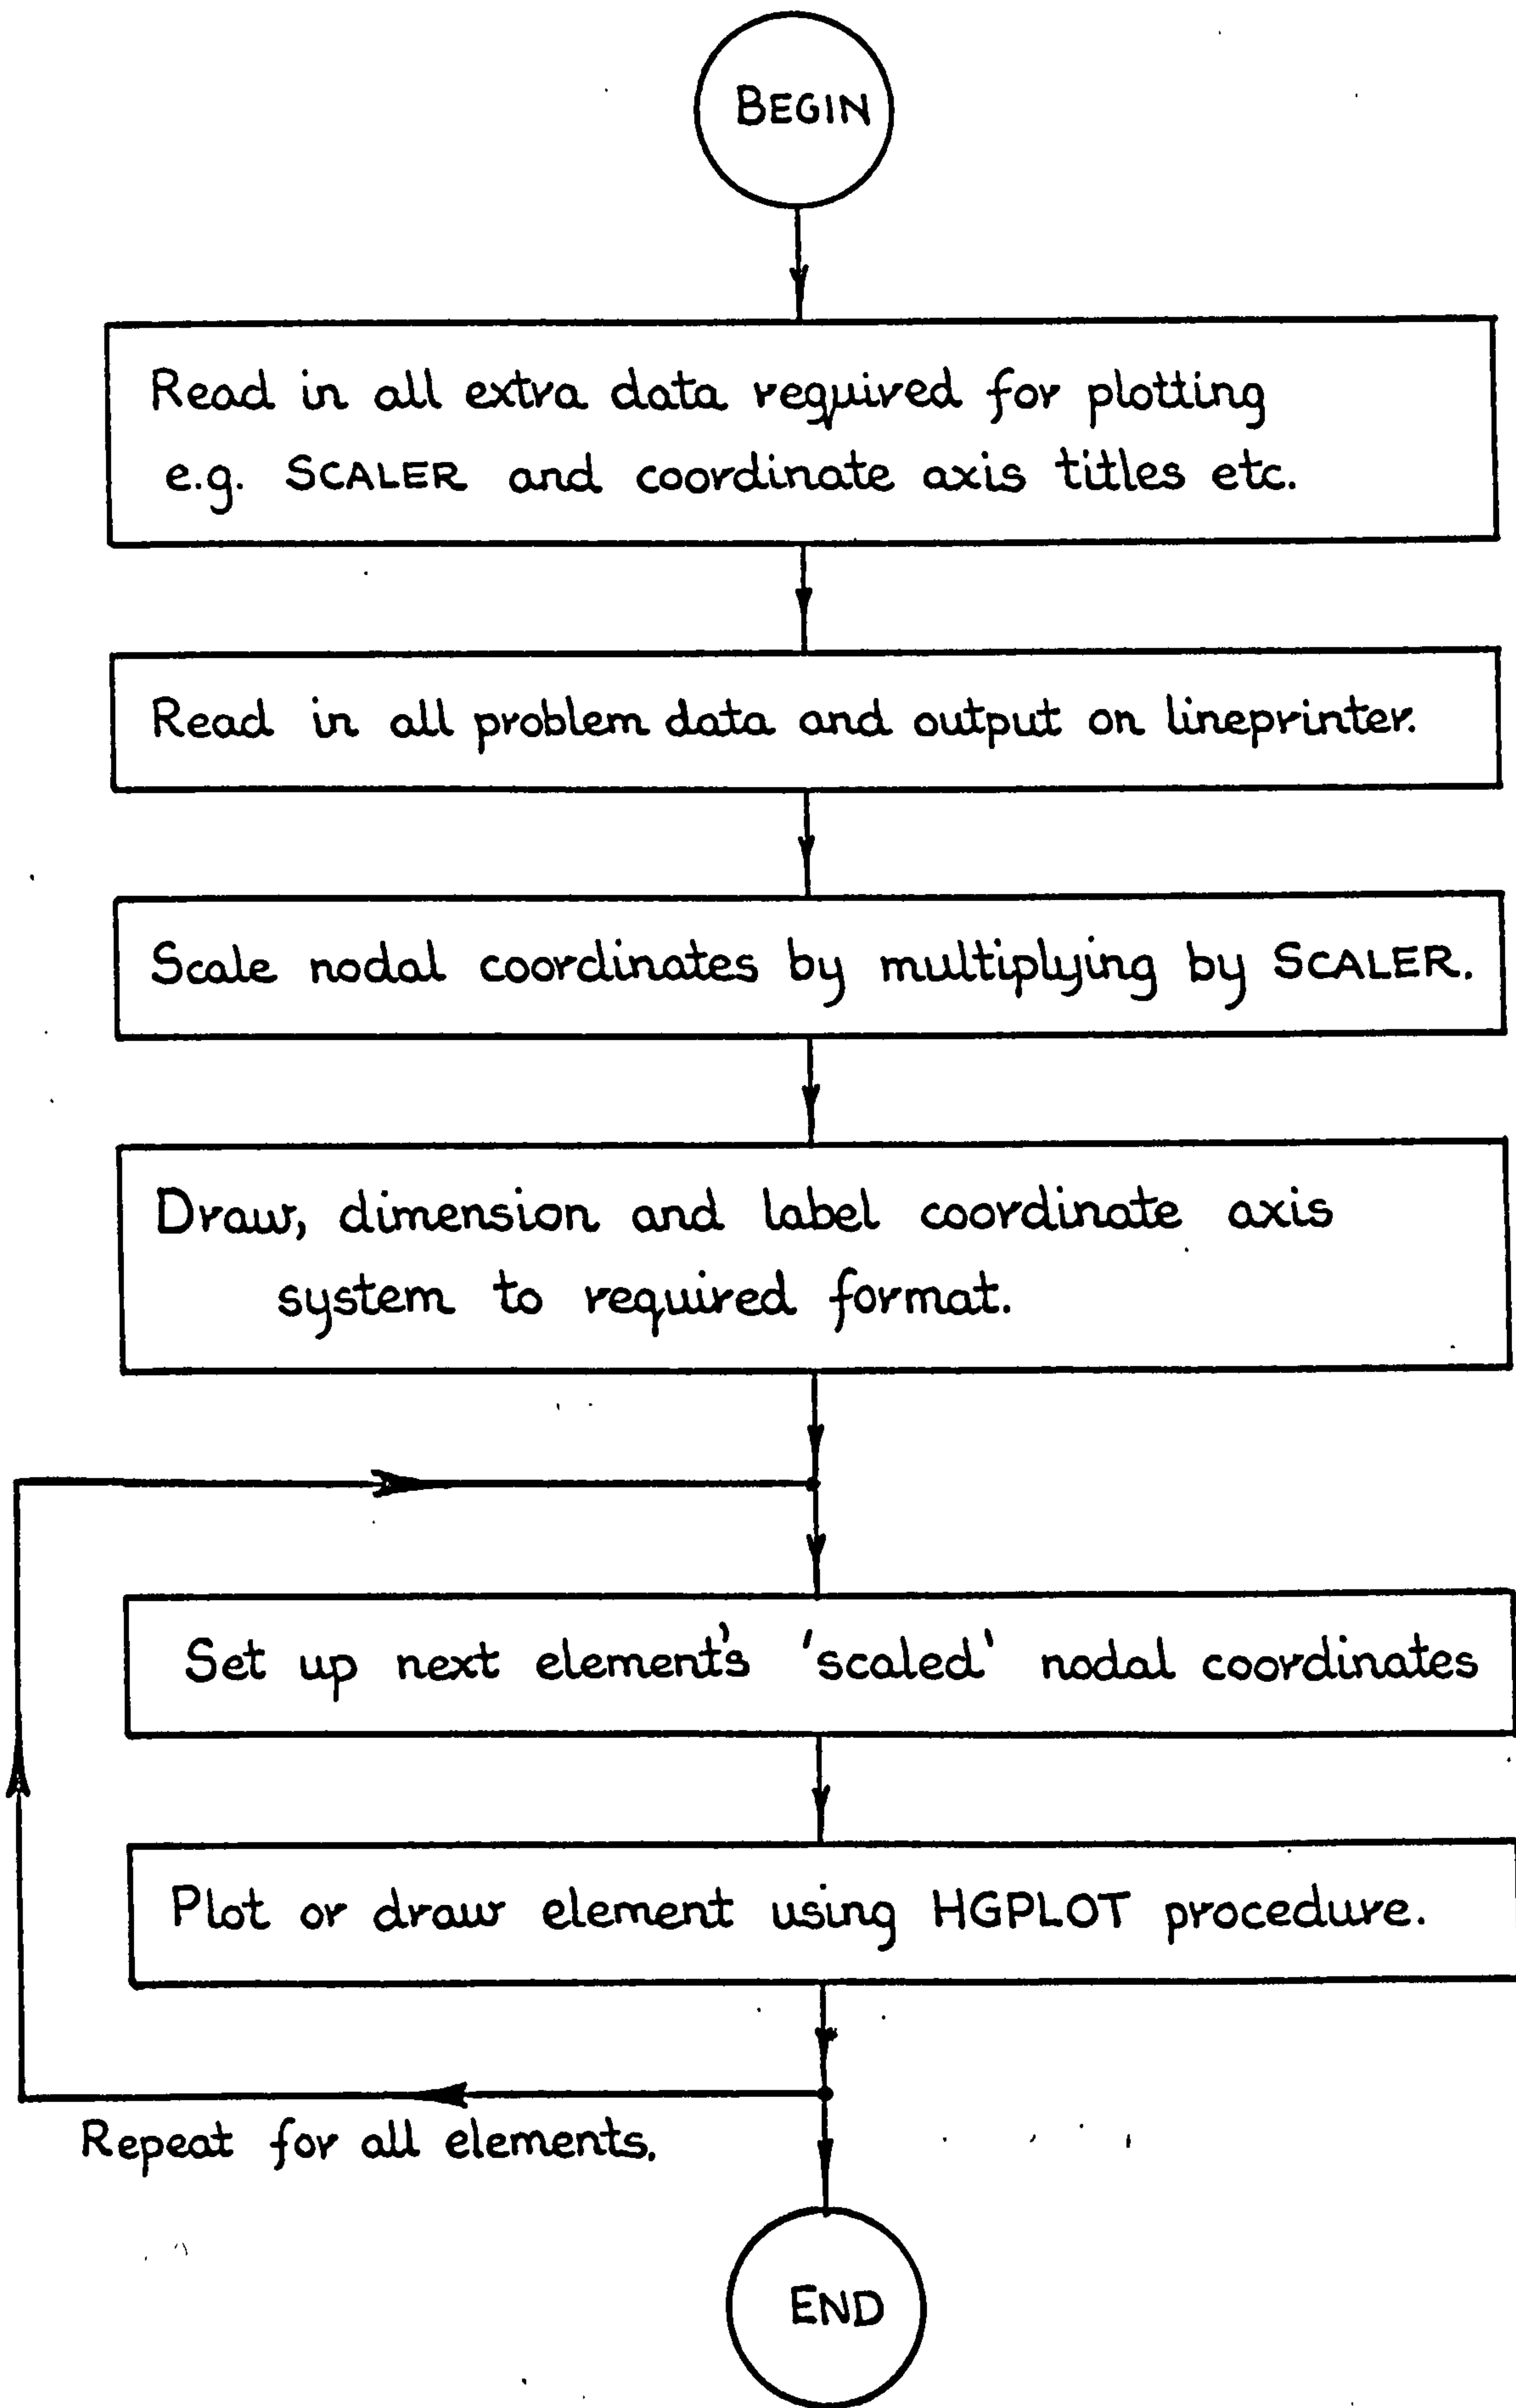 BEGIN
Read in all extra data required for plotting
e.g. SCALER and coordinate axis titles etc.
Read in all problem data and output on lineprinter.
Scale nodal coordinates by multiplying by SCALER.
Draw, dimension and label coordinate axis
system to required format.
Set up next element's 'scaled' nodal coordinates
Plot or draw element using HGPLOT procedure.
Repeat for all elements.
END